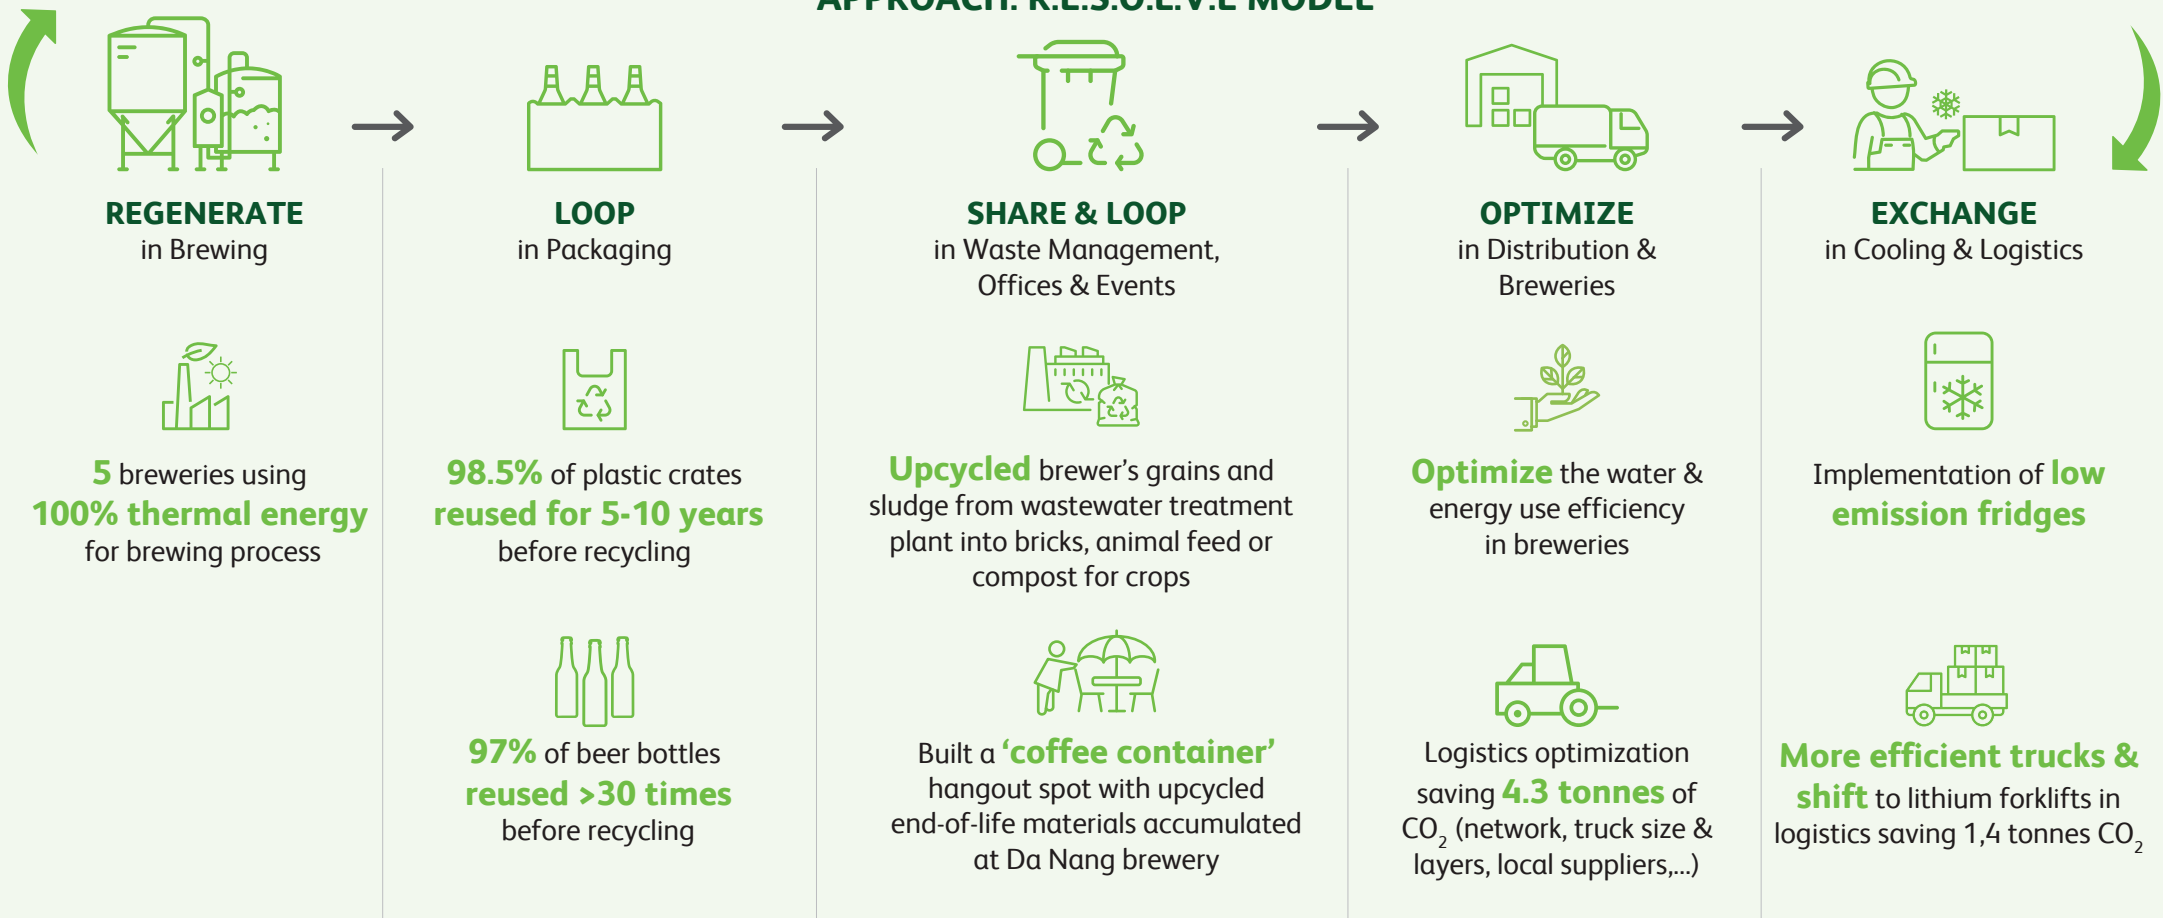 APPROACH: R.E.S.O.L.V.E MODEL
REGENERATE
in Brewing
5 breweries using
100% thermal energy
for brewing process
LOOP
in Packaging
98.5% of plastic crates
reused for 5-10 years
before recycling
97% of beer bottles
reused >30 times
before recycling
SHARE & LOOP
in Waste Management,
Offices & Events
Upcycled brewer’s grains and
sludge from wastewater treatment
plant into bricks, animal feed or
compost for crops
Built a ‘coffee container’
hangout spot with upcycled
end-of-life materials accumulated
at Da Nang brewery
OPTIMIZE
in Distribution &
Breweries
Optimize the water &
energy use efficiency
in breweries
Logistics optimization
saving 4.3 tonnes of
CO₂ (network, truck size &
layers, local suppliers,...)
EXCHANGE
in Cooling & Logistics
Implementation of low
emission fridges
More efficient trucks &
shift to lithium forklifts in
logistics saving 1,4 tonnes CO₂